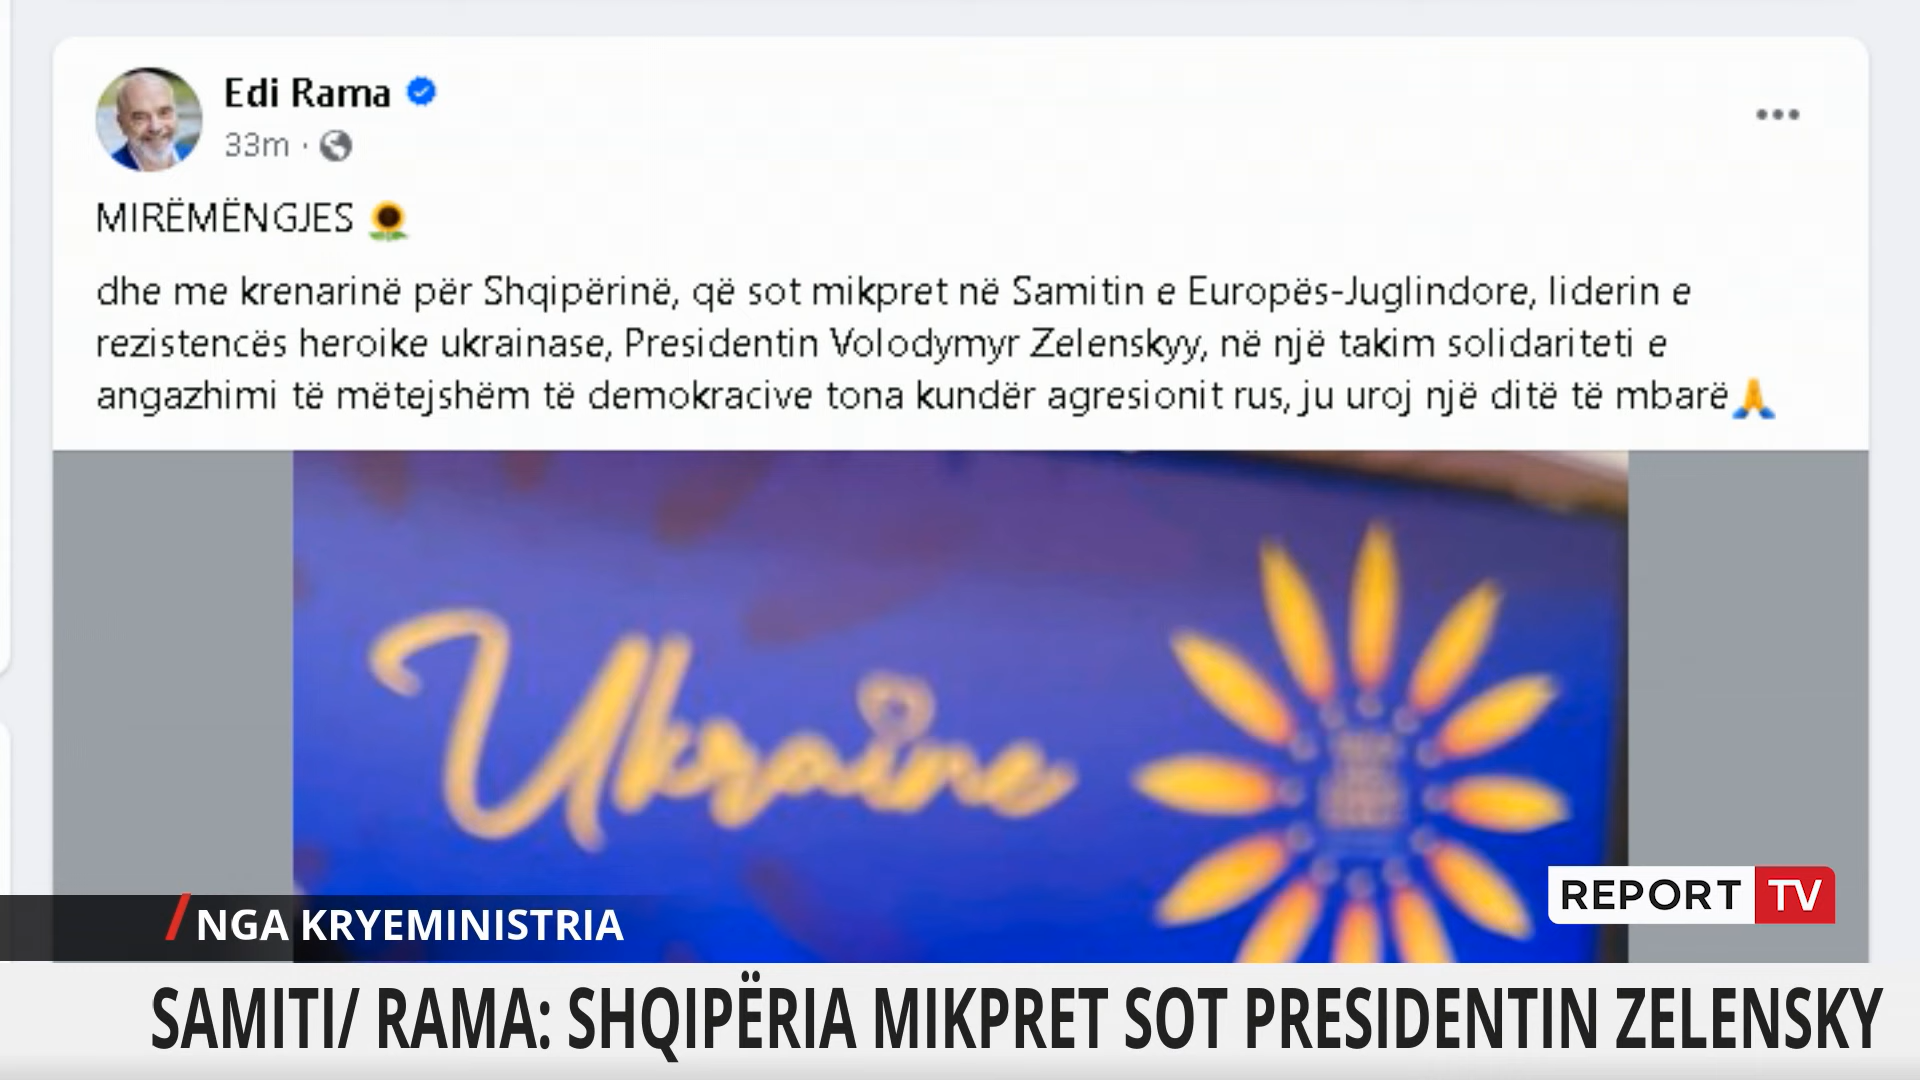 Edi Rama
33m ·
MIRËMËNGJES 🌻
dhe me krenarinë për Shqipërinë, që sot mikpret në Samitin e Europës-Juglindore, liderin e
rezistencës heroike ukrainase, Presidentin Volodymyr Zelenskyy, në një takim solidariteti e
angazhimi të mëtejshëm të demokracive tona kundër agresionit rus, ju uroj një ditë të mbarë🙏
Ukraine
REPORT TV
NGA KRYEMINISTRIA
SAMITI/ RAMA: SHQIPËRIA MIKPRET SOT PRESIDENTIN ZELENSKY